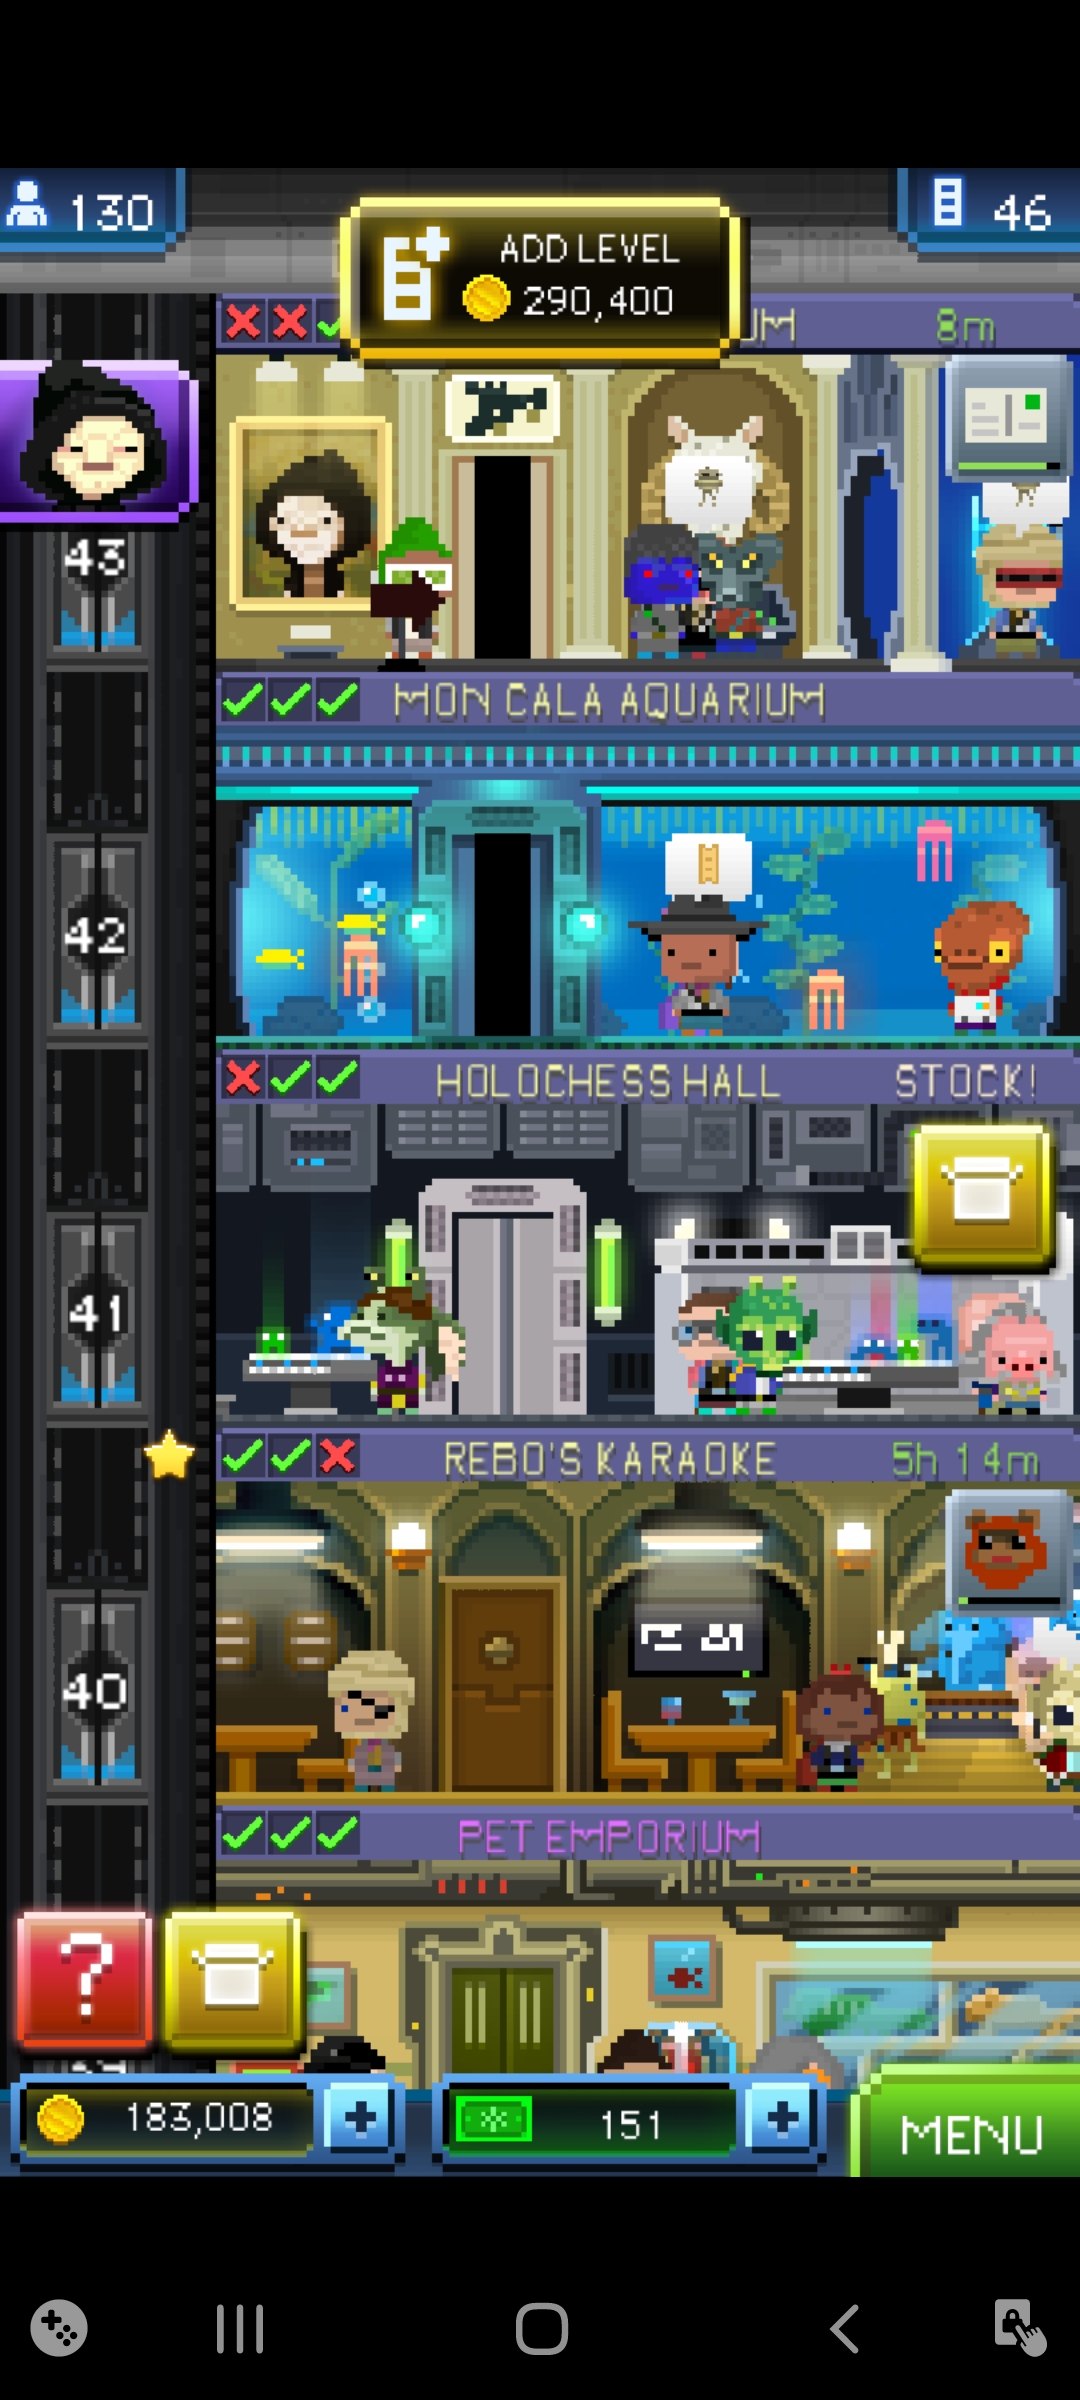 130
ADD LEVEL
290,400
46
UM
8m
43
MON CALA AQUARIUM
42
HOLOCHESS HALL
STOCK!
41
REBO'S KARAOKE
5h 14m
40
PET EMPORIUM
?
183,008
+
151
+
MENU